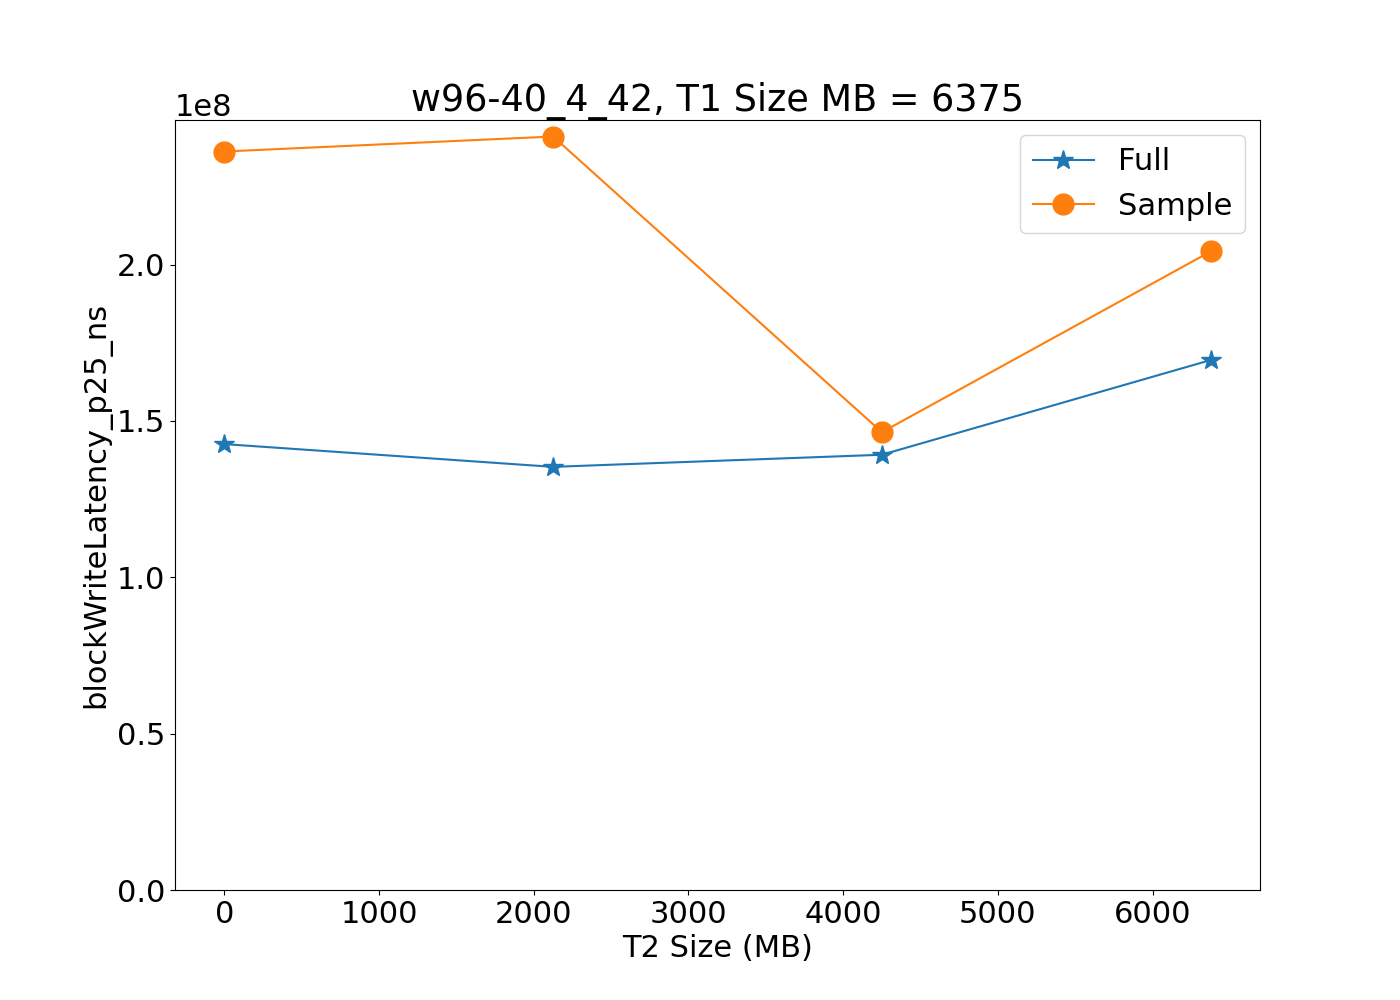 w96-40_4_42, T1 Size MB = 6375
1e8
Full
Sample
2.0
1.5
1.0
0.5
0.0
blockWriteLatency_p25_ns
0 1000 2000 3000 4000 5000 6000
T2 Size (MB)